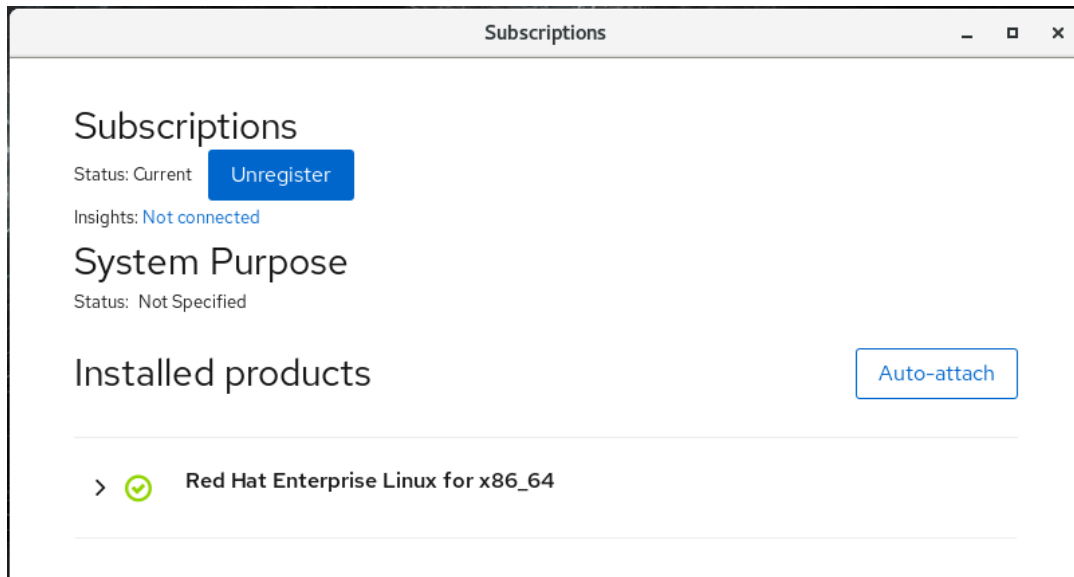 Subscriptions
Subscriptions
Status: Current Unregister
Insights: Not connected
System Purpose
Status: Not Specified
Installed products Auto-attach
Red Hat Enterprise Linux for x86_64